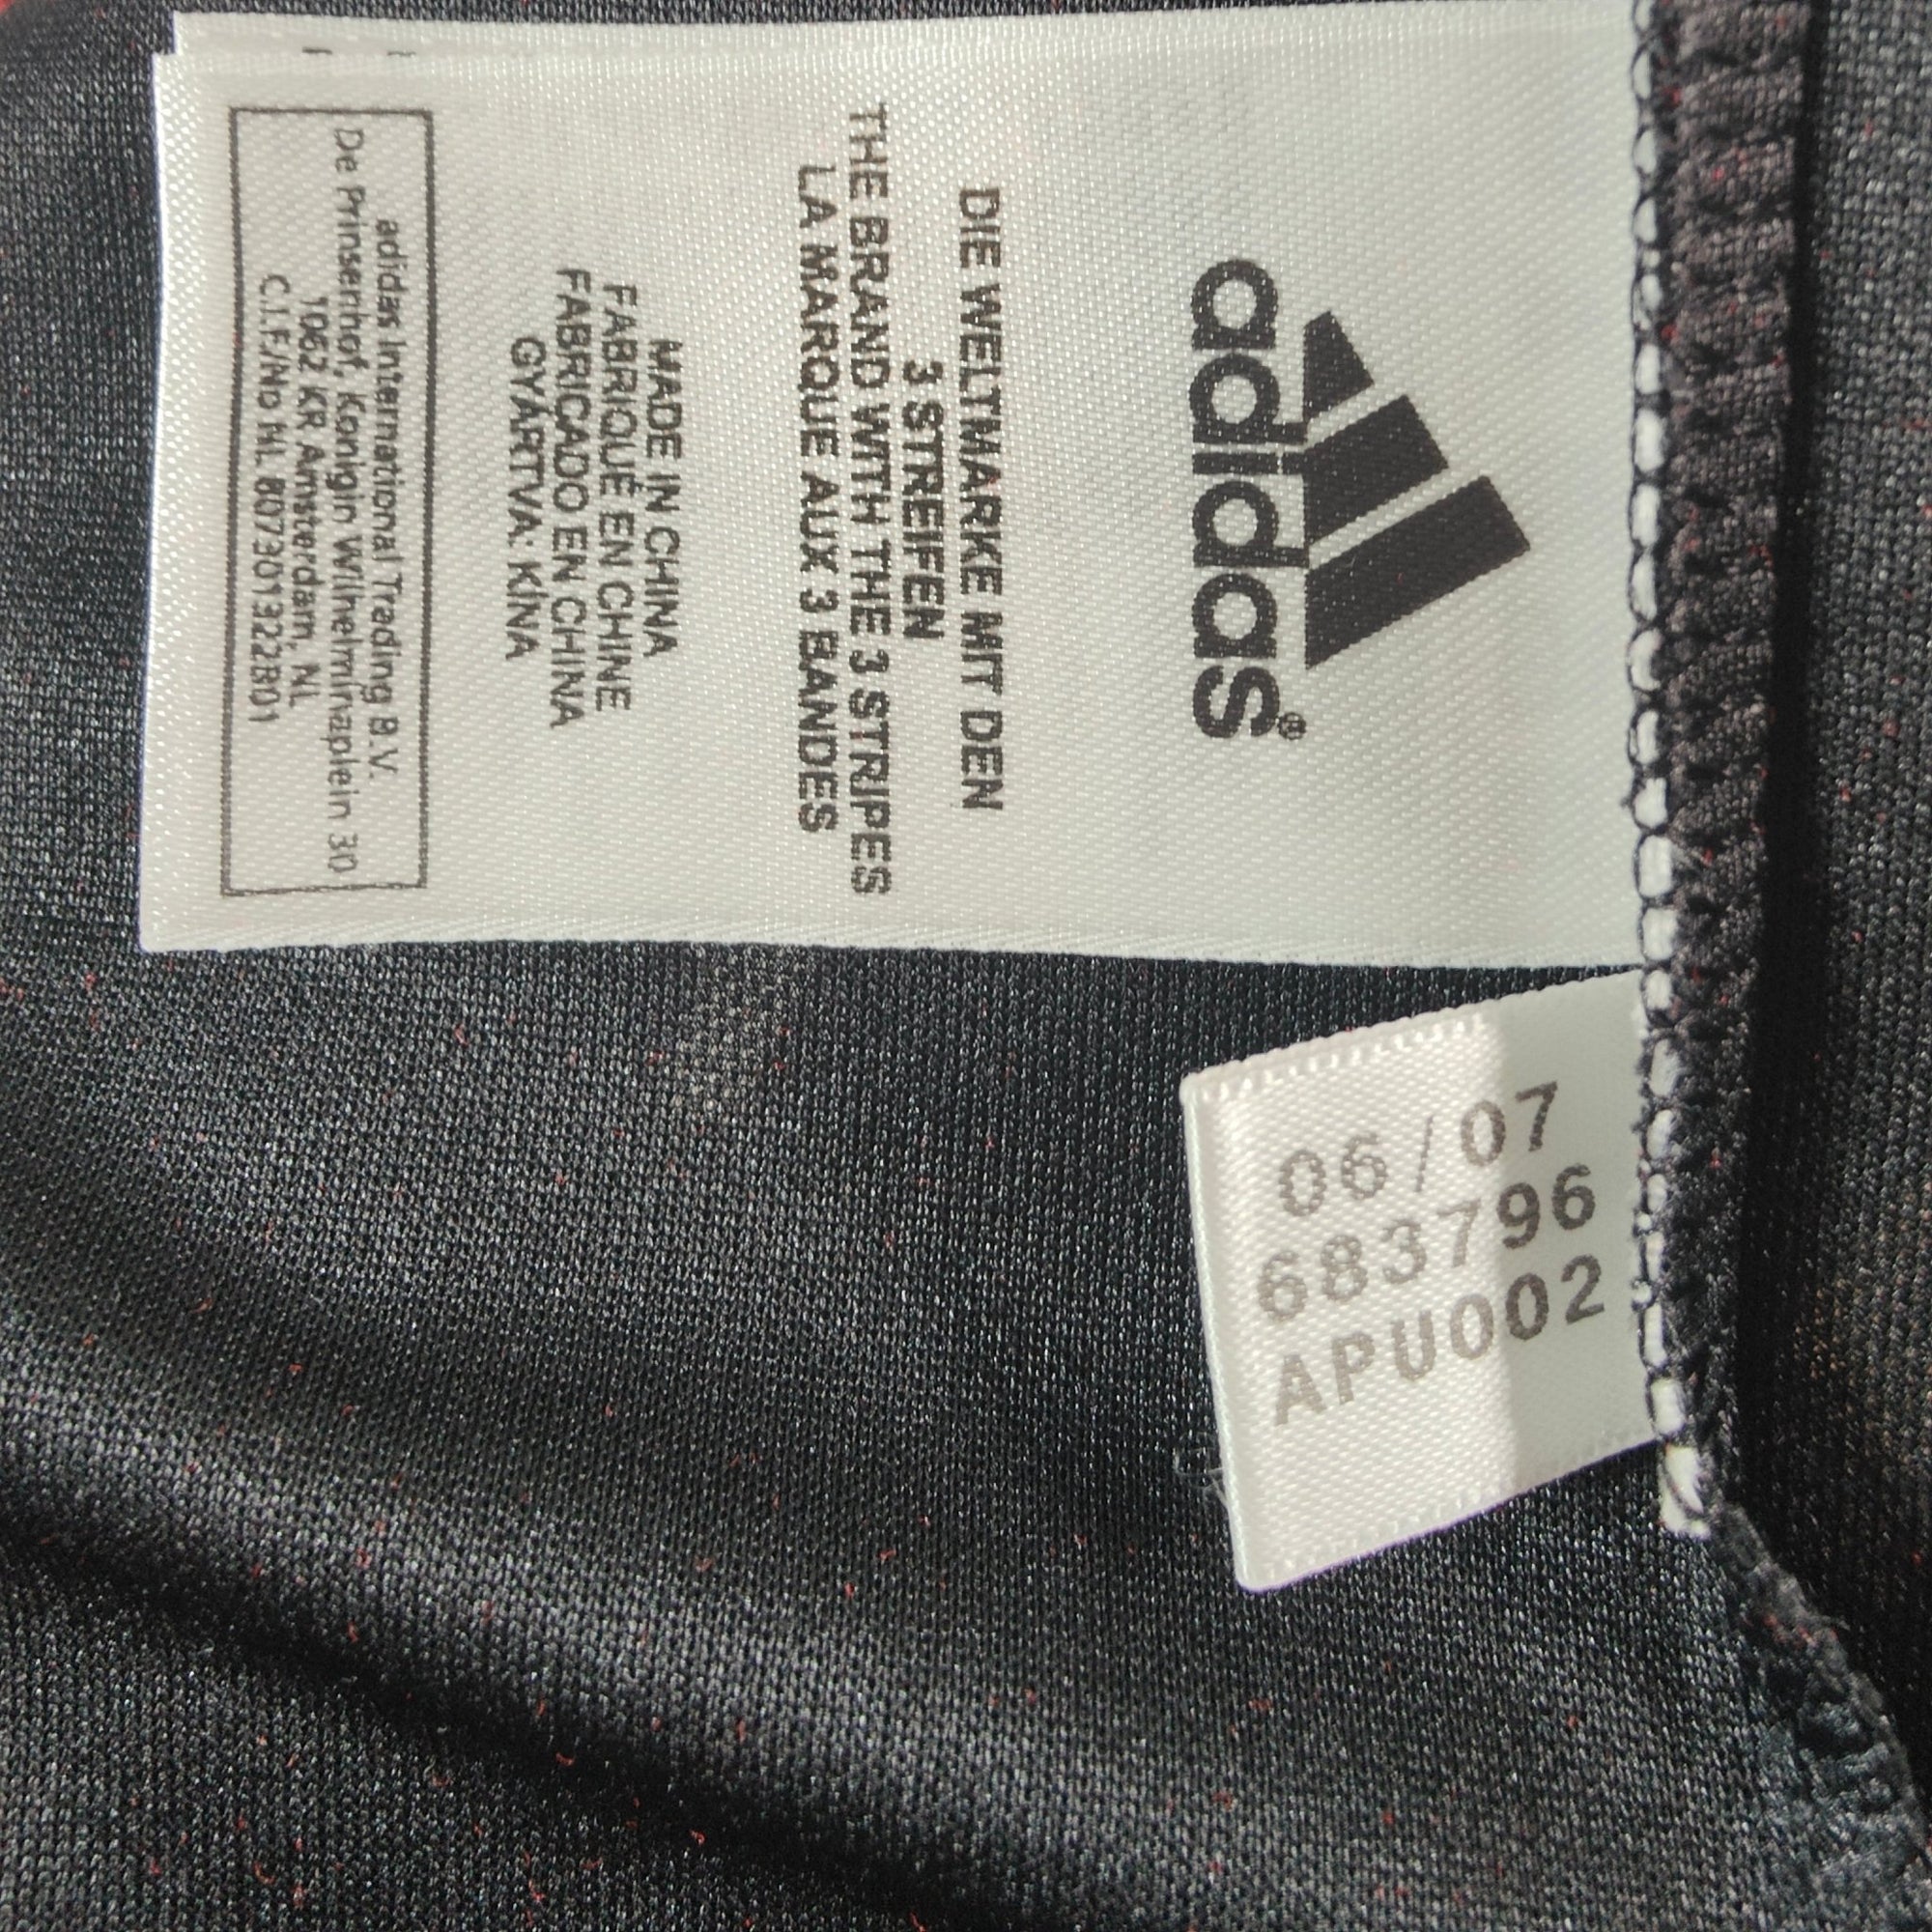 adidas®
DIE WELTMARKE MIT DEN
3 STREIFEN
THE BRAND WITH THE 3 STRIPES
LA MARQUE AUX 3 BANDES
MADE IN CHINA
FABRIQUÉ EN CHINE
FABRICADO EN CHINA
GYÁRTVA: KÍNA
adidas International Trading B.V.
De Prinsenhof, Konigin Wilhelminaplein 30
1062 KR Amsterdam, NL
C.I.F/No NL 807301322B01
06/07
683796
APU002